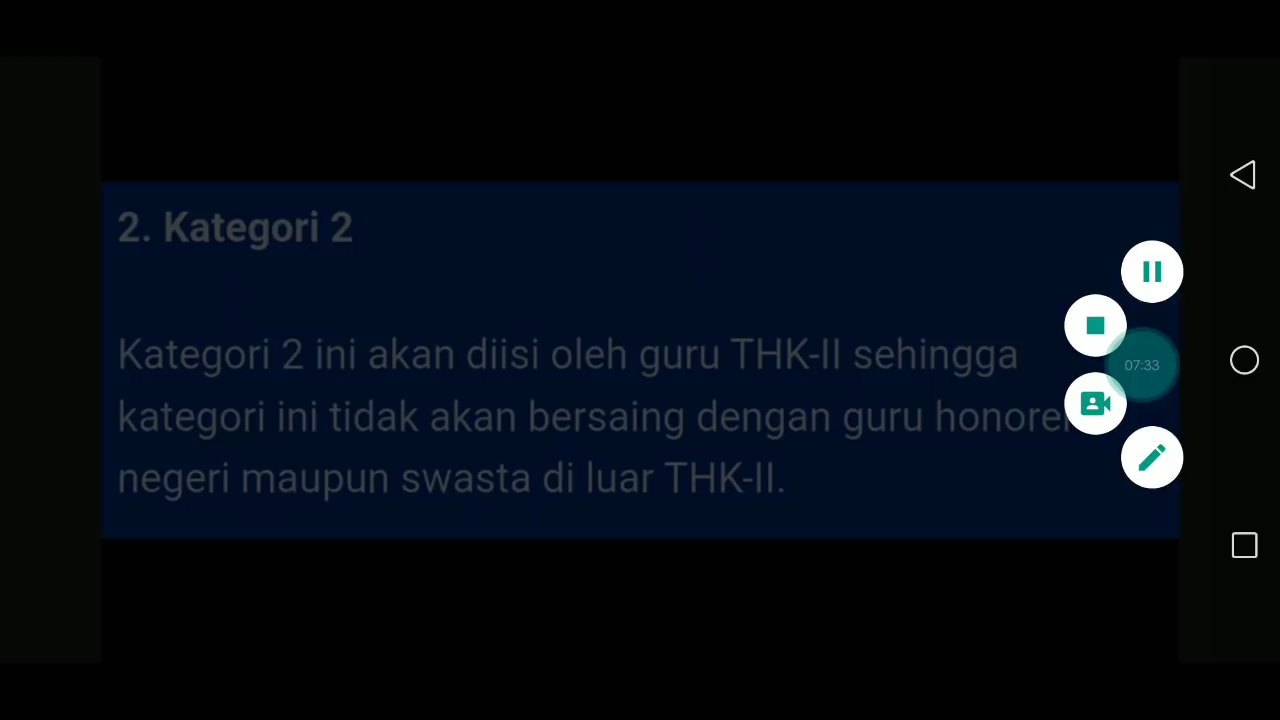 2. Kategori 2
Kategori 2 ini akan diisi oleh guru THK-II sehingga
kategori ini tidak akan bersaing dengan guru honorer
negeri maupun swasta di luar THK-II.
07:33